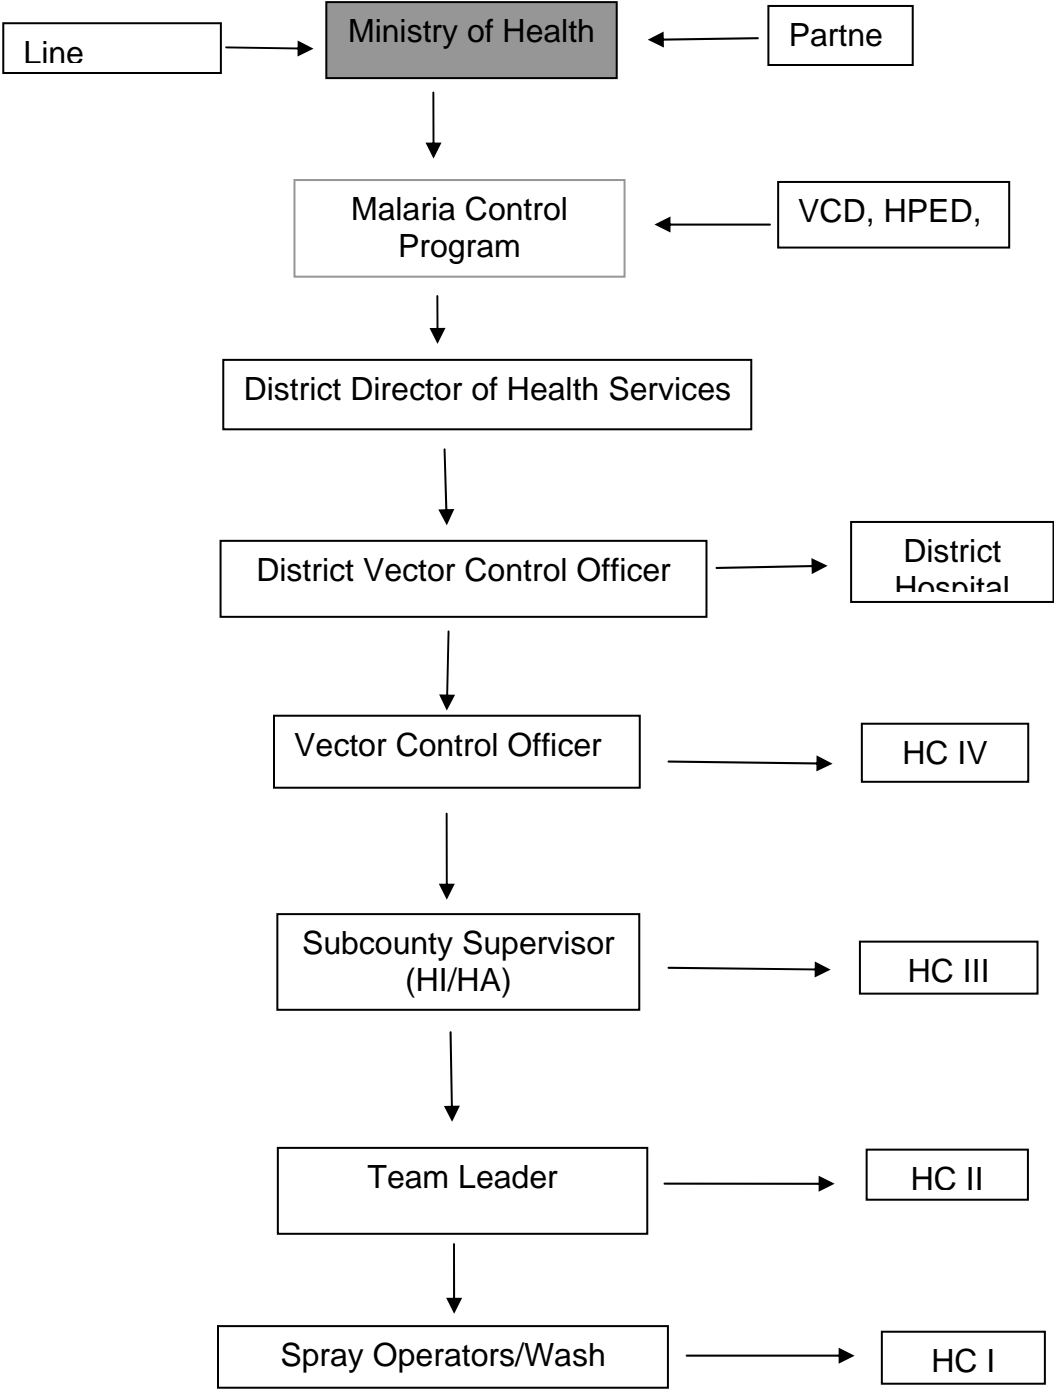 Line
Ministry of Health
Partne
Malaria Control
Program
VCD, HPED,
District Director of Health Services
District Vector Control Officer
District
Hospital
Vector Control Officer
HC IV
Subcounty Supervisor
(HI/HA)
HC III
Team Leader
HC II
Spray Operators/Wash
HC I